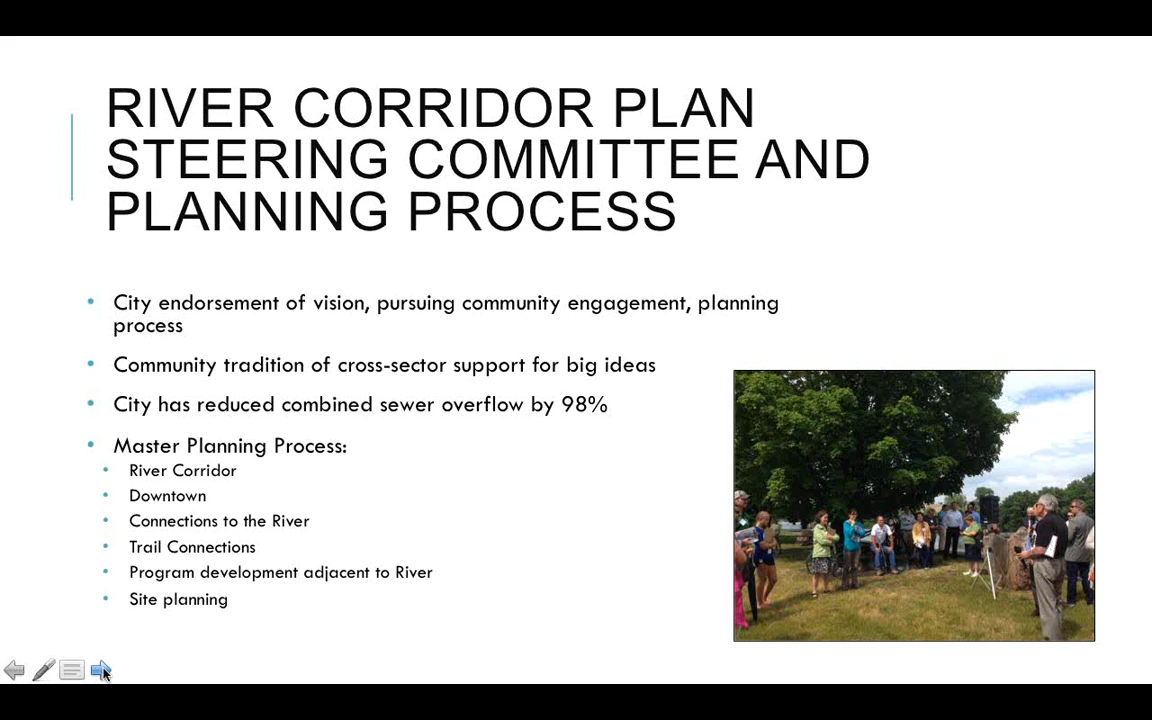 RIVER CORRIDOR PLAN
STEERING COMMITTEE AND
PLANNING PROCESS
• City endorsement of vision, pursuing community engagement, planning
process
• Community tradition of cross-sector support for big ideas
• City has reduced combined sewer overflow by 98%
• Master Planning Process:
• River Corridor
• Downtown
• Connections to the River
• Trail Connections
• Program development adjacent to River
• Site planning